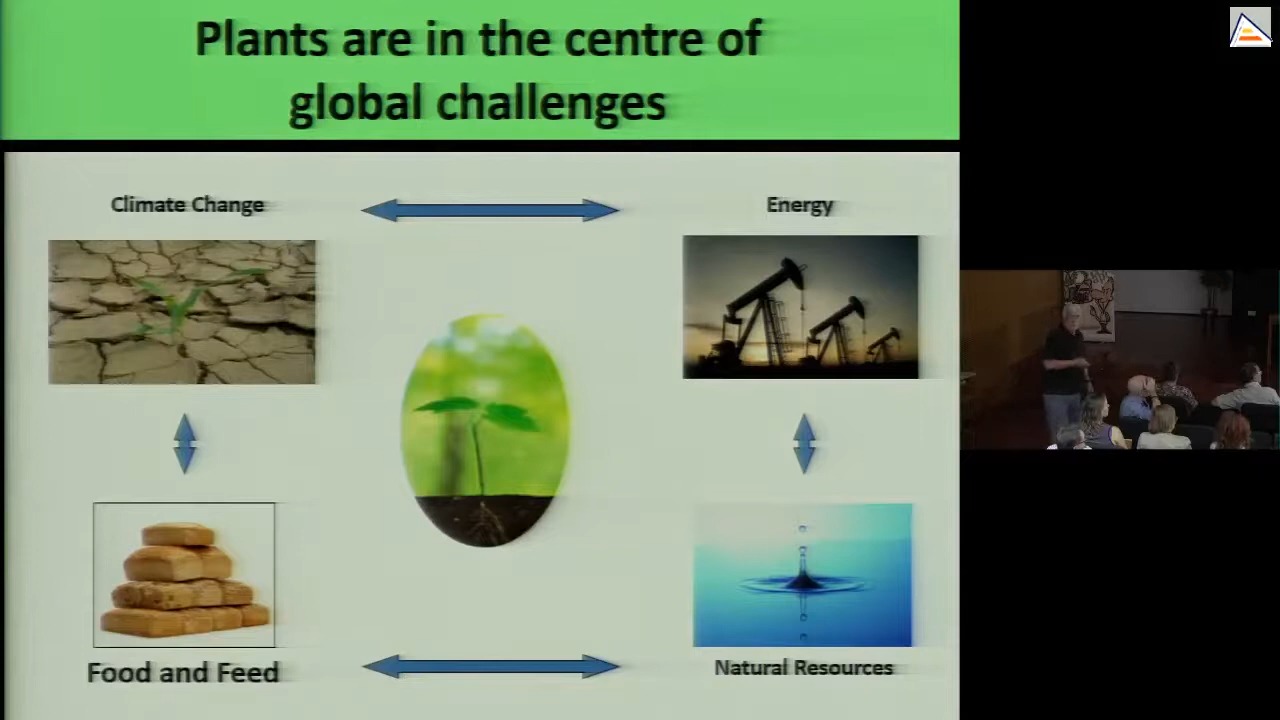 Plants are in the centre of
global challenges
Climate Change
Energy
Food and Feed
Natural Resources